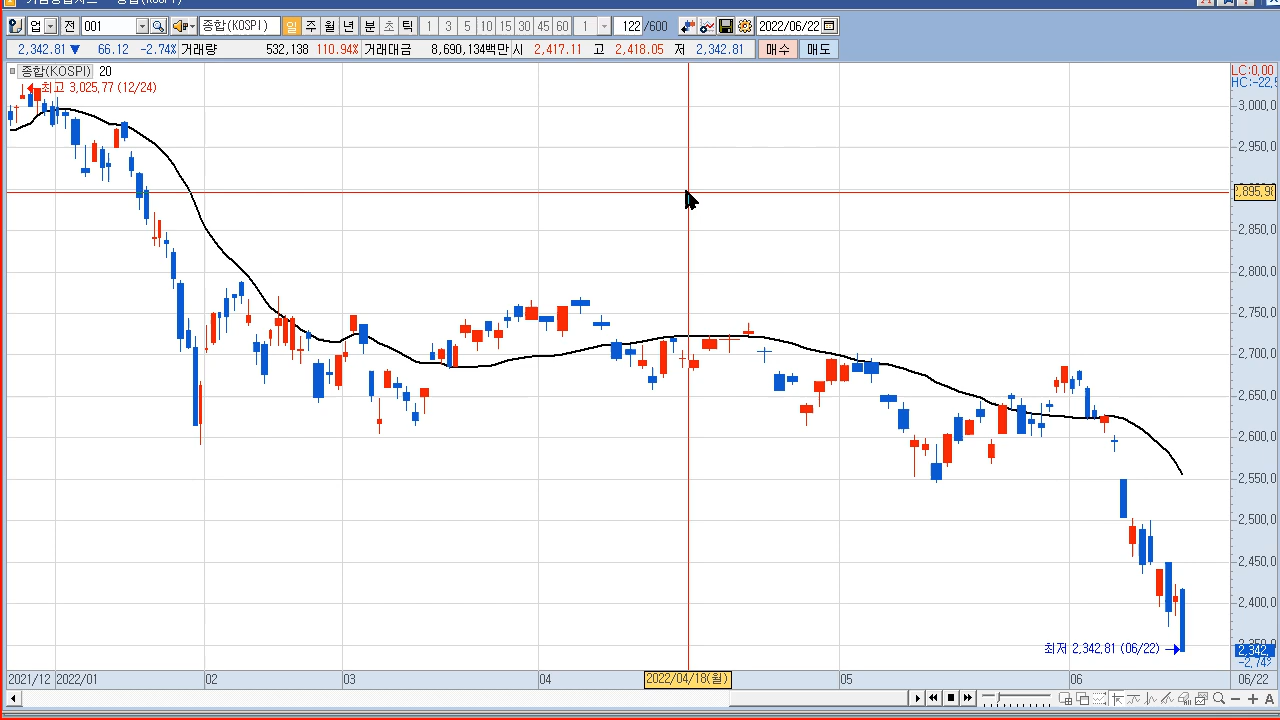 업 전 001 종합(KOSPI) 일 주 월 년 분 초 틱 1 3 5 10 15 30 45 60 1 122 /600 2022/06/22
2,342.81 ▼ 66.12 -2.74% 거래량 532,138 110.94% 거래대금 8,690,134백만 시 2,417.11 고 2,418.05 저 2,342.81 매수 매도
종합(KOSPI) 20
LC:0,00
최고 3,025,77 (12/24)
3,000,0
2,950,0
2,850,0
2,800,0
2,750,0
2,700,0
2,650,0
2,600,0
2,550,0
2,500,0
2,450,0
2,400,0
최저 2,342,81 (06/22)
2,342,
2021/12 2022/01 02 03 04 2022/04/18(월) 05 06 06/22
A